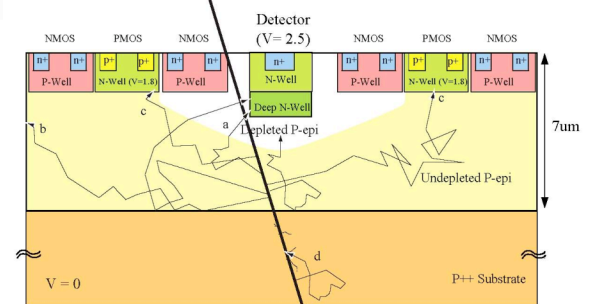 Detector
(V= 2.5)
NMOS PMOS NMOS NMOS PMOS NMOS
n+ n+ p+ p+ n+ n+ n+ n+ n+ p+ p+ n+ n+
P-Well N-Well (V=1.8) P-Well N-Well P-Well N-Well (V=1.8) P-Well
Deep N-Well
c c
a
b
Depleted P-epi
7um
Undepleted P-epi
d
V = 0
P++ Substrate